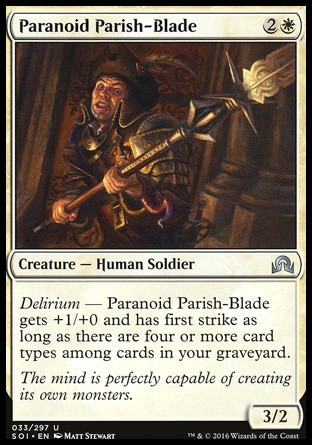 Paranoid Parish-Blade 2
Creature — Human Soldier
Delirium — Paranoid Parish-Blade
gets +1/+0 and has first strike as
long as there are four or more card
types among cards in your graveyard.
The mind is perfectly capable of creating
its own monsters.
3/2
033/297 U
SOI • EN Matt Stewart
™ & © 2016 Wizards of the Coast